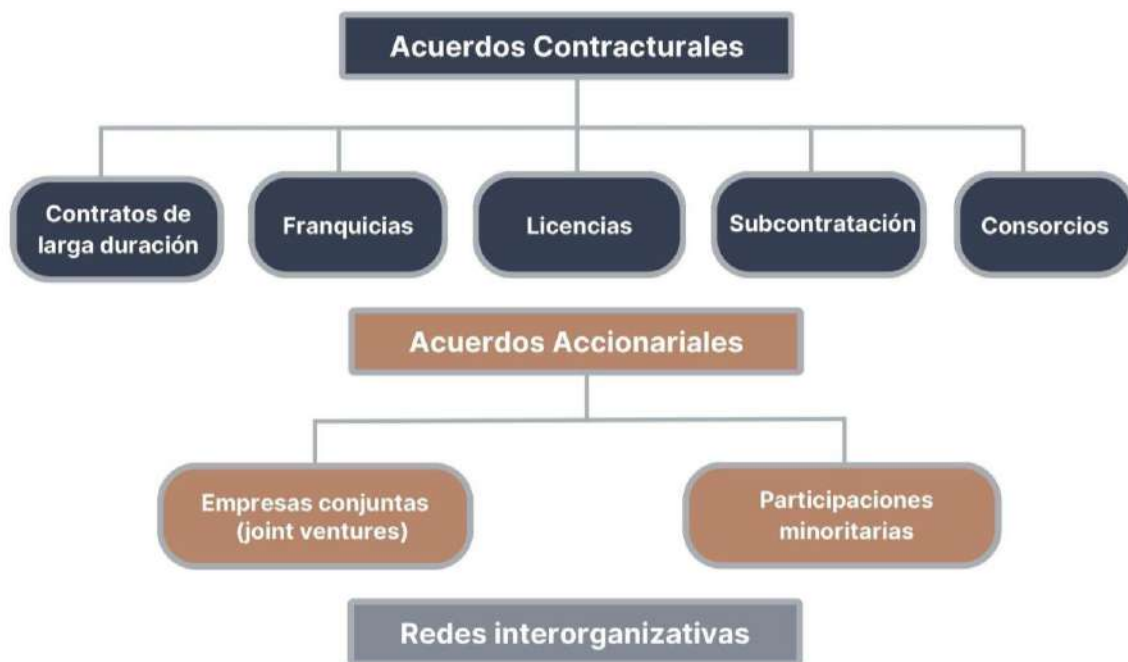 Acuerdos Contracturales
Contratos de
larga duración
Franquicias
Licencias
Subcontratación
Consorcios
Acuerdos Accionariales
Empresas conjuntas
(joint ventures)
Participaciones
minoritarias
Redes interorganizativas